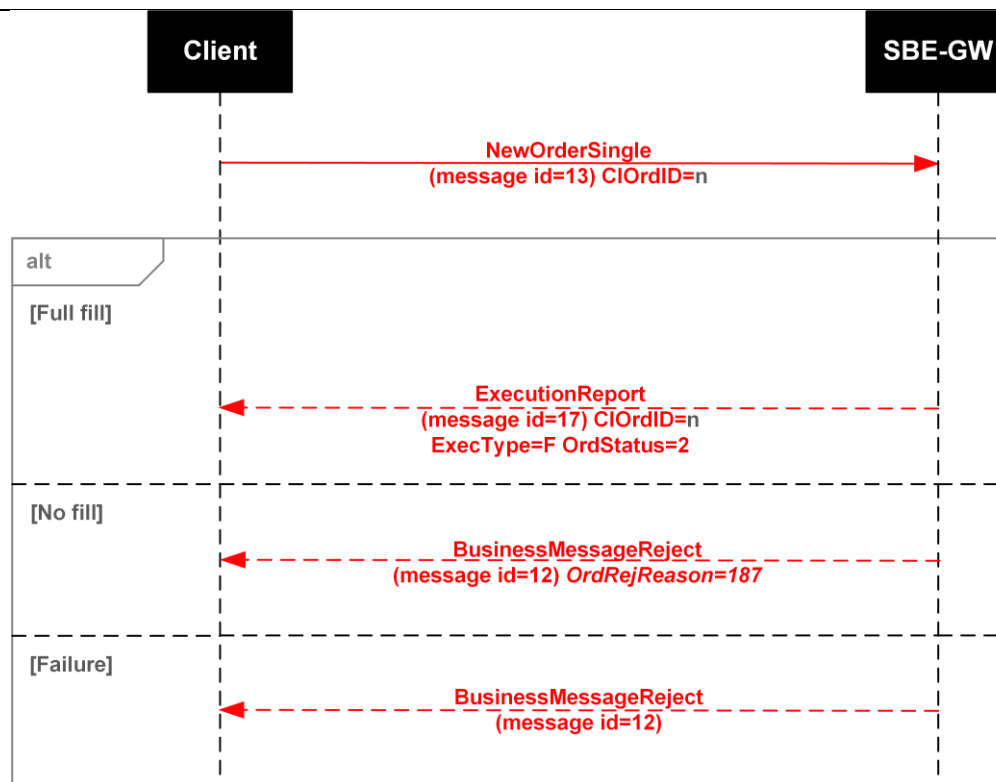 Client
SBE-GW
NewOrderSingle
(message id=13) ClOrdID=n
alt
[Full fill]
ExecutionReport
(message id=17) ClOrdID=n
ExecType=F OrdStatus=2
[No fill]
BusinessMessageReject
(message id=12) OrdRejReason=187
[Failure]
BusinessMessageReject
(message id=12)